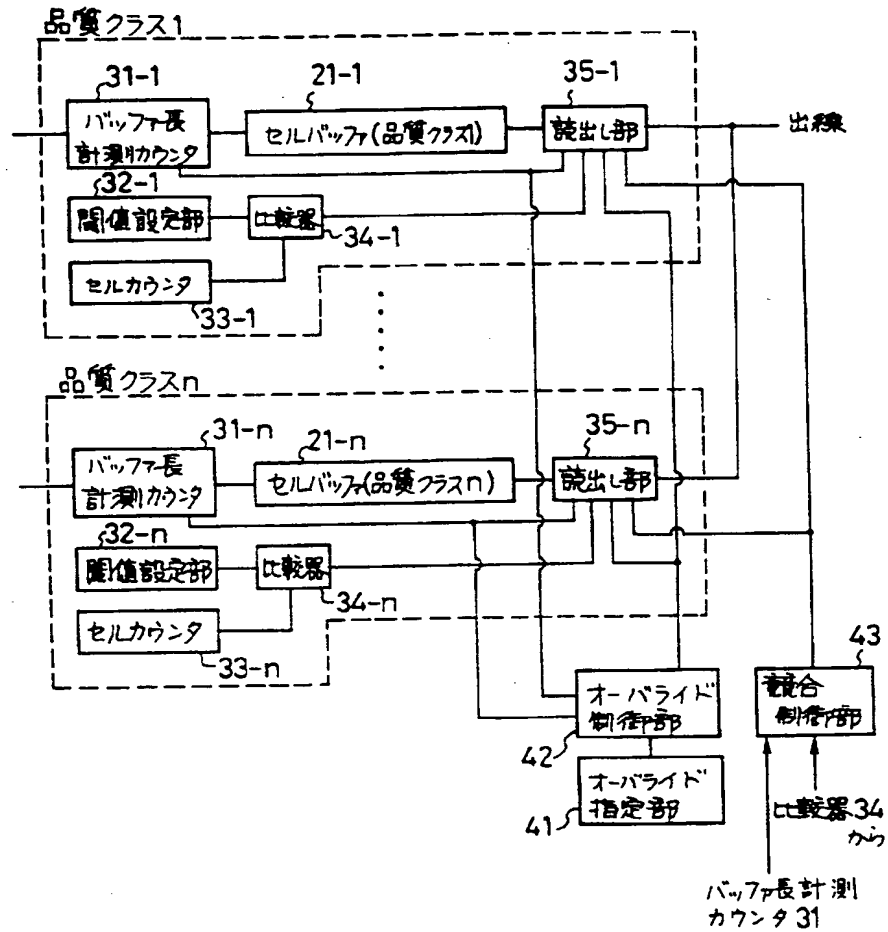 品質クラス1
31-1
21-1
35-1
バッファ長
計測カウンタ
セルバッファ(品質クラス1)
読出し部
出線
32-1
閾値設定部
比較器
34-1
セルカウンタ
33-1
品質クラスn
31-n
21-n
35-n
バッファ長
計測カウンタ
セルバッファ(品質クラスn)
読出し部
32-n
閾値設定部
比較器
34-n
セルカウンタ
33-n
43
オーバライド
制御部
競合
制御部
42
オーバライド
指定部
41
比較器34
から
バッファ長計測
カウンタ31